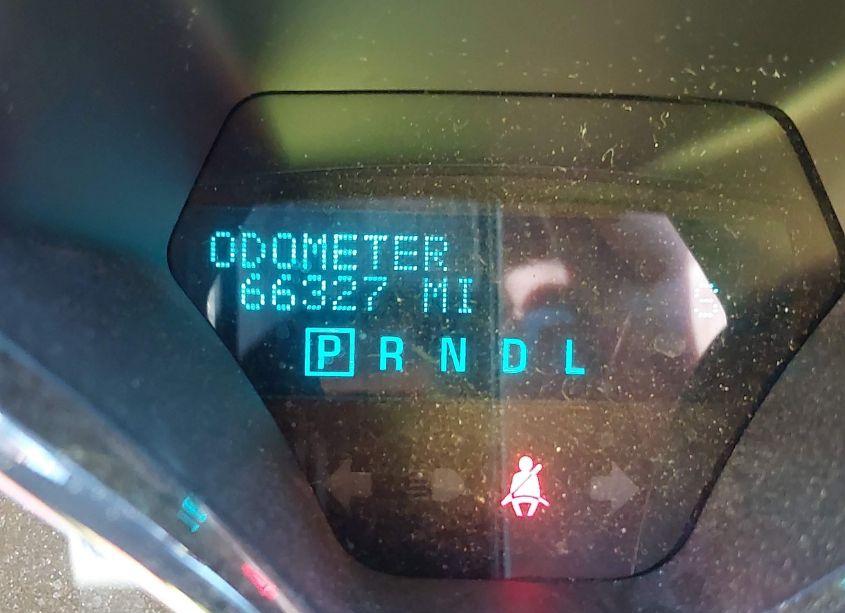 ODOMETER
66327 MI
P R N D L